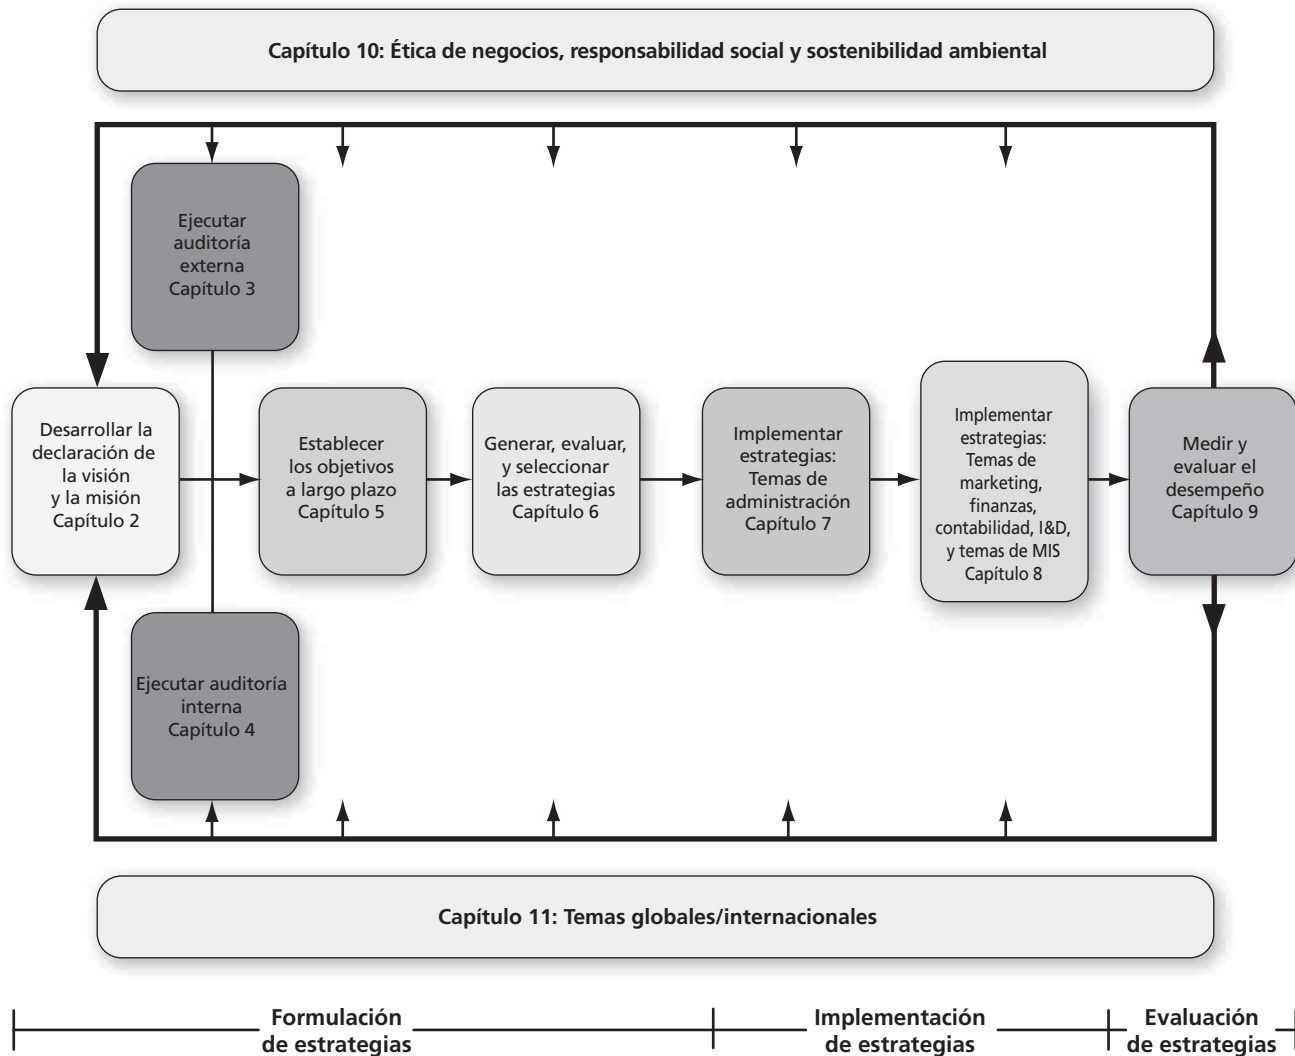 Capítulo 10: Ética de negocios, responsabilidad social y sostenibilidad ambiental
Ejecutar
auditoría
externa
Capítulo 3
Desarrollar la
declaración de
la visión
y la misión
Capítulo 2
Establecer
los objetivos
a largo plazo
Capítulo 5
Generar, evaluar,
y seleccionar
las estrategias
Capítulo 6
Implementar
estrategias:
Temas de
administración
Capítulo 7
Implementar
estrategias:
Temas de
marketing,
finanzas,
contabilidad, I&D,
y temas de MIS
Capítulo 8
Medir y
evaluar el
desempeño
Capítulo 9
Ejecutar auditoría
interna
Capítulo 4
Capítulo 11: Temas globales/internacionales
Formulación
de estrategias
Implementación
de estrategias
Evaluación
de estrategias